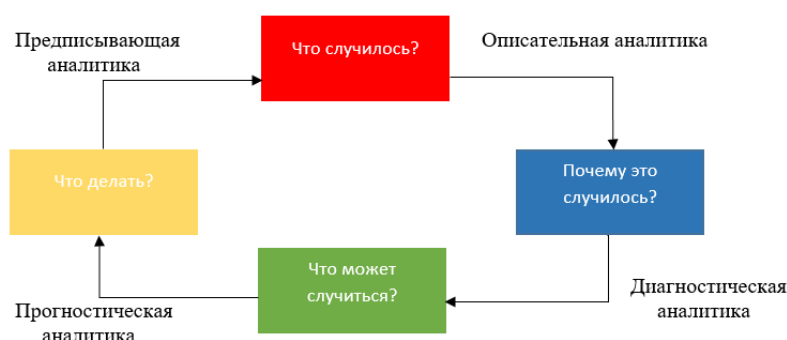 Предписывающая
аналитика
Что случилось?
Описательная аналитика
Что делать?
Почему это
случилось?
Что может
случиться?
Диагностическая
аналитика
Прогностическая
аналитика